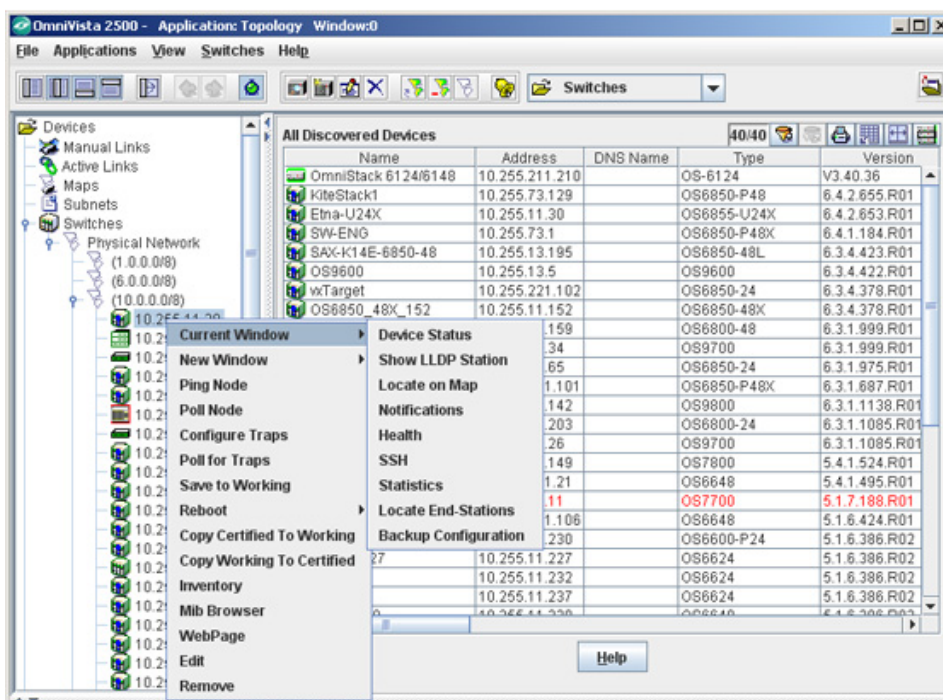 OmniVista 2500 - Application: Topology Window:0
File Applications View Switches Help
Switches
Devices
Manual Links
Active Links
Maps
Subnets
Switches
Physical Network
(1.0.0.0/8)
(6.0.0.0/8)
(10.0.0.0/8)
Current Window
New Window
Ping Node
Poll Node
Configure Traps
Poll for Traps
Save to Working
Reboot
Copy Certified To Working
Copy Working To Certified
Inventory
Mib Browser
WebPage
Edit
Remove
Device Status
Show LLDP Station
Locate on Map
Notifications
Health
SSH
Statistics
Locate End-Stations
Backup Configuration
All Discovered Devices 40/40
Name Address DNS Name Type Version
OmniStack 6124/6148 10.255.211.210 OS-6124 V3.40.36
KiteStack1 10.255.73.129 OS6850-P48 6.4.2.655.R01
Etna-U24X 10.255.11.30 OS6855-U24X 6.4.2.653.R01
SW-ENG 10.255.73.1 OS6850-P48X 6.4.1.184.R01
SAX-K14E-6850-48 10.255.13.195 OS6850-48L 6.3.4.423.R01
OS9600 10.255.13.5 OS9600 6.3.4.422.R01
vxTarget 10.255.221.102 OS6850-24 6.3.4.378.R01
OS6850_48X_152 10.255.11.152 OS6850-48X 6.3.4.378.R01
.159 OS6800-48 6.3.1.999.R01
.34 OS9700 6.3.1.999.R01
.65 OS6850-24 6.3.1.975.R01
1.101 OS6850-P48X 6.3.1.687.R01
.142 OS9800 6.3.1.1138.R01
.203 OS6800-24 6.3.1.1085.R01
.26 OS9700 6.3.1.1085.R01
.149 OS7800 5.4.1.524.R01
1.21 OS6648 5.4.1.495.R01
.11 OS7700 5.1.7.188.R01
1.106 OS6648 5.1.6.424.R01
.230 OS6600-P24 5.1.6.386.R02
27 10.255.11.227 OS6624 5.1.6.386.R02
10.255.11.232 OS6624 5.1.6.386.R02
10.255.11.237 OS6624 5.1.6.386.R02
Help